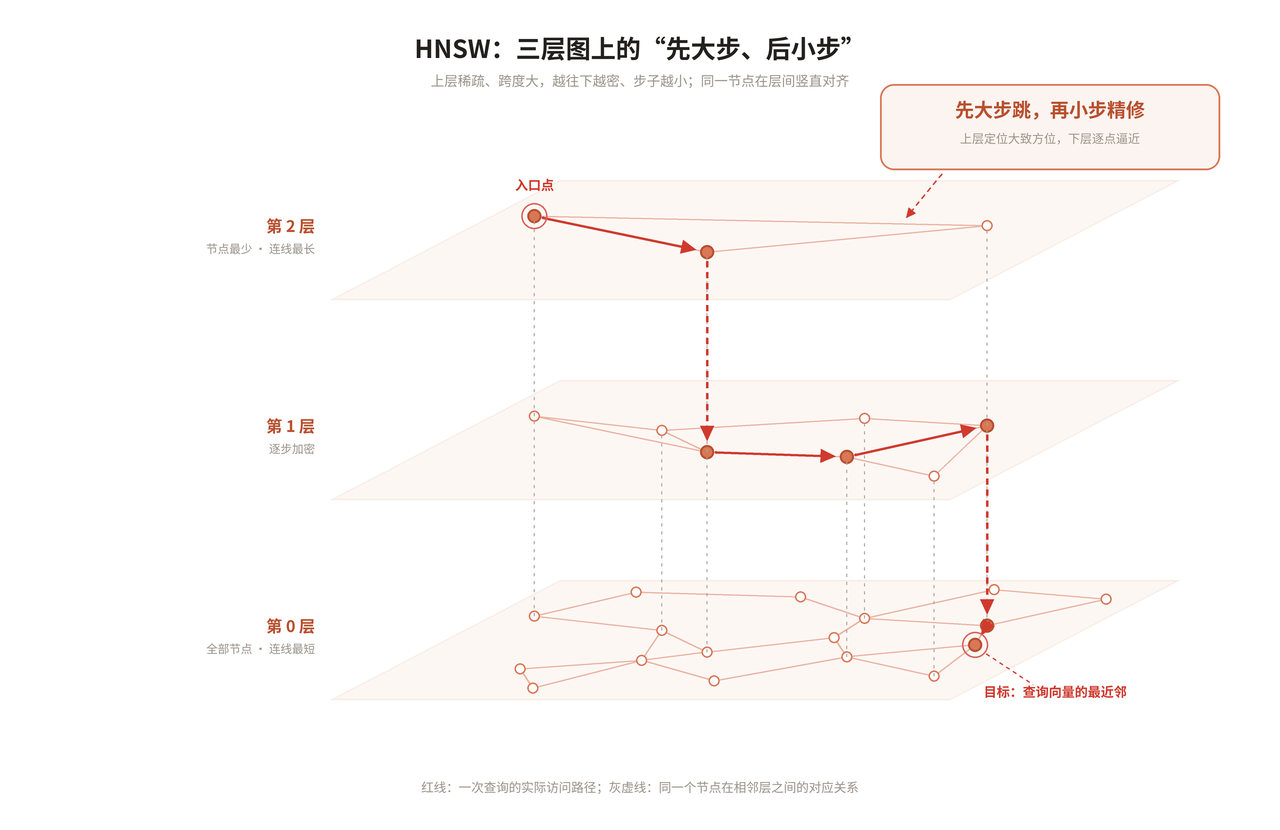 HNSW：三层图上的“先大步、后小步”
上层稀疏、跨度大，越往下越密、步子越小；同一节点在层间竖直对齐
先大步跳，再小步精修
上层定位大致方位，下层逐点逼近
入口点
第 2 层
节点最少 · 连线最长
第 1 层
逐步加密
第 0 层
全部节点 · 连线最短
目标：查询向量的最近邻
红线：一次查询的实际访问路径；灰虚线：同一个节点在相邻层之间的对应关系